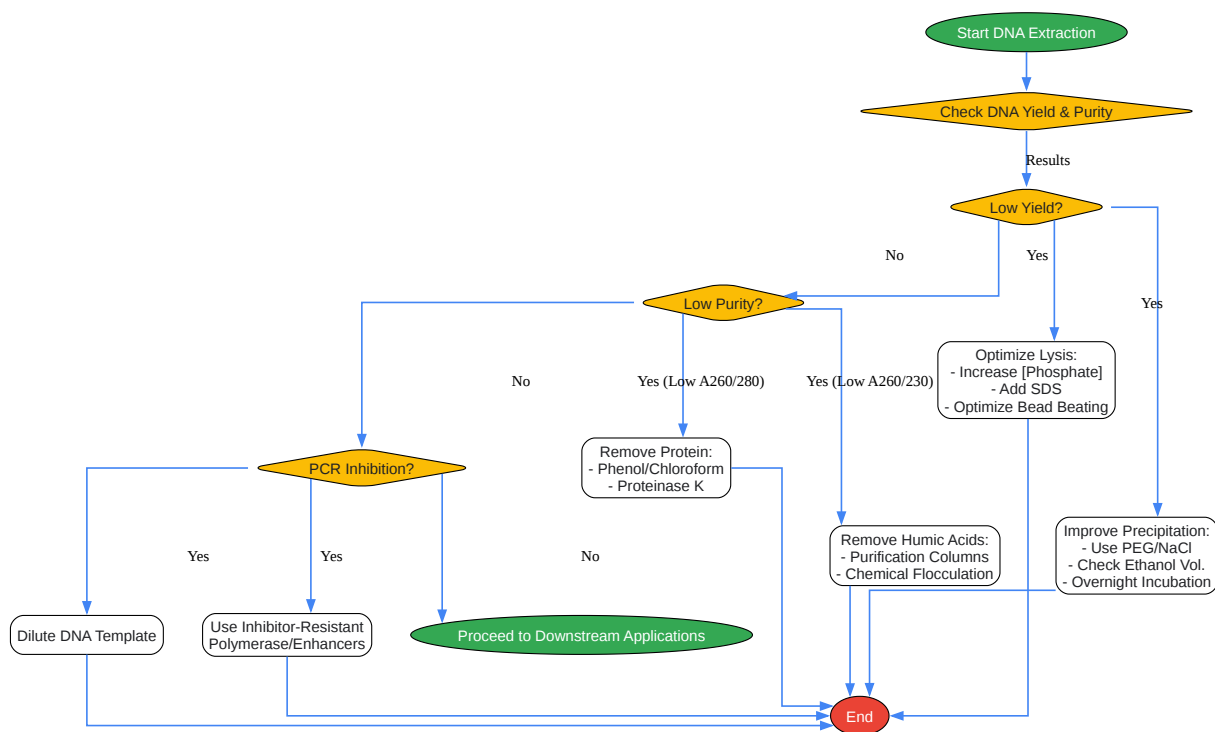 Start DNA Extraction
Check DNA Yield & Purity
Results
Low Yield?
No
Yes
Low Purity?
Yes
Optimize Lysis:
- Increase [Phosphate]
- Add SDS
- Optimize Bead Beating
No
Yes (Low A260/280)
Yes (Low A260/230)
PCR Inhibition?
Remove Protein:
- Phenol/Chloroform
- Proteinase K
Remove Humic Acids:
- Purification Columns
- Chemical Flocculation
Improve Precipitation:
- Use PEG/NaCl
- Check Ethanol Vol.
- Overnight Incubation
Yes
Yes
No
Dilute DNA Template
Use Inhibitor-Resistant
Polymerase/Enhancers
Proceed to Downstream Applications
End